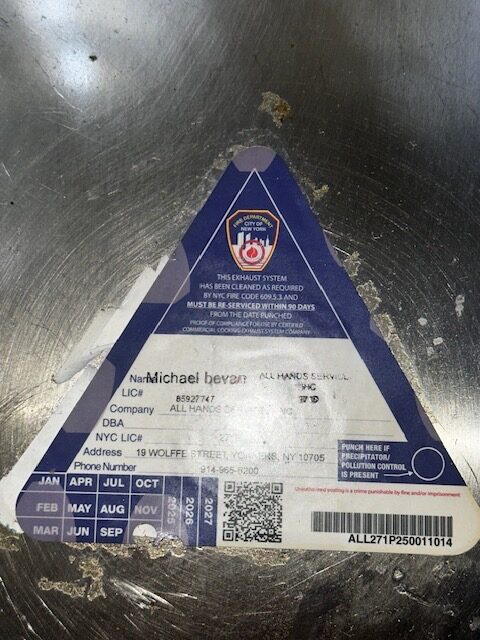 FIRE DEPARTMENT
CITY OF
NEW YORK
THIS EXHAUST SYSTEM
HAS BEEN CLEANED AS REQUIRED
BY NYC FIRE CODE 609.5.3 AND
MUST BE RE-SERVICED WITHIN 90 DAYS
FROM THE DATE PUNCHED
PROOF OF COMPLIANCE FOR USE BY CERTIFIED
COMMERCIAL COOKING EXHAUST SYSTEM COMPANY
Name Michael bevan ALL HANDS SERVICE
LIC# 85927747
Company ALL HANDS INC
DBA
NYC LIC# 27
Address 19 WOLFFE STREET, YONKERS, NY 10705
Phone Number 914-965-6200
PUNCH HERE IF
PRECIPITATOR/
POLLUTION CONTROL
IS PRESENT
JAN APR JUL OCT
FEB MAY AUG NOV
MAR JUN SEP
2025 2026 2027
Unauthorized posting is a crime punishable by fine and/or imprisonment
ALL271P250011014